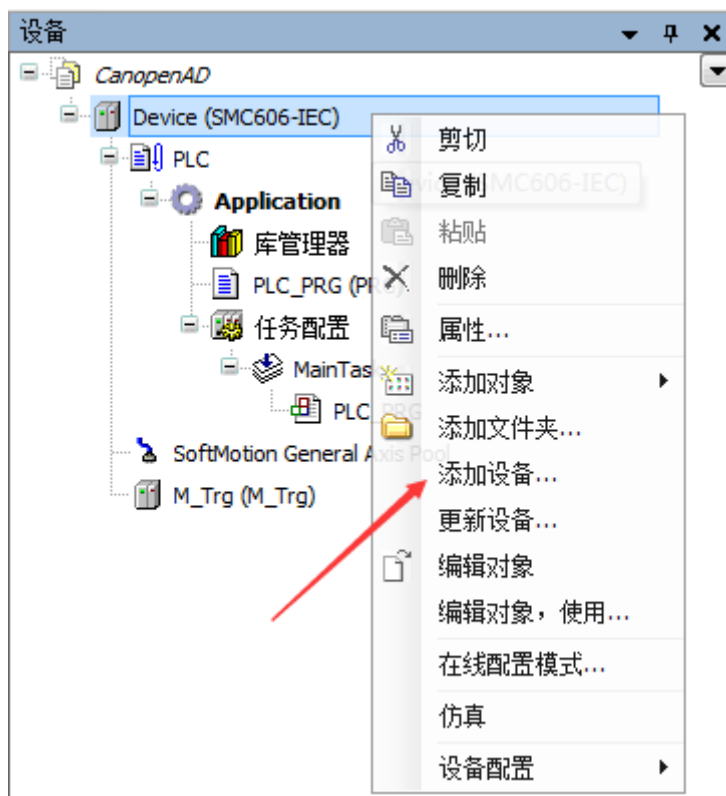 设备
CanopenAD
Device (SMC606-IEC)
PLC
Application
库管理器
PLC_PRG (PRG)
任务配置
MainTas
PLC_PRG
SoftMotion General Axis Pool
M_Trg (M_Trg)
剪切
复制
粘贴
删除
属性...
添加对象
添加文件夹...
添加设备...
更新设备...
编辑对象
编辑对象，使用...
在线配置模式...
仿真
设备配置